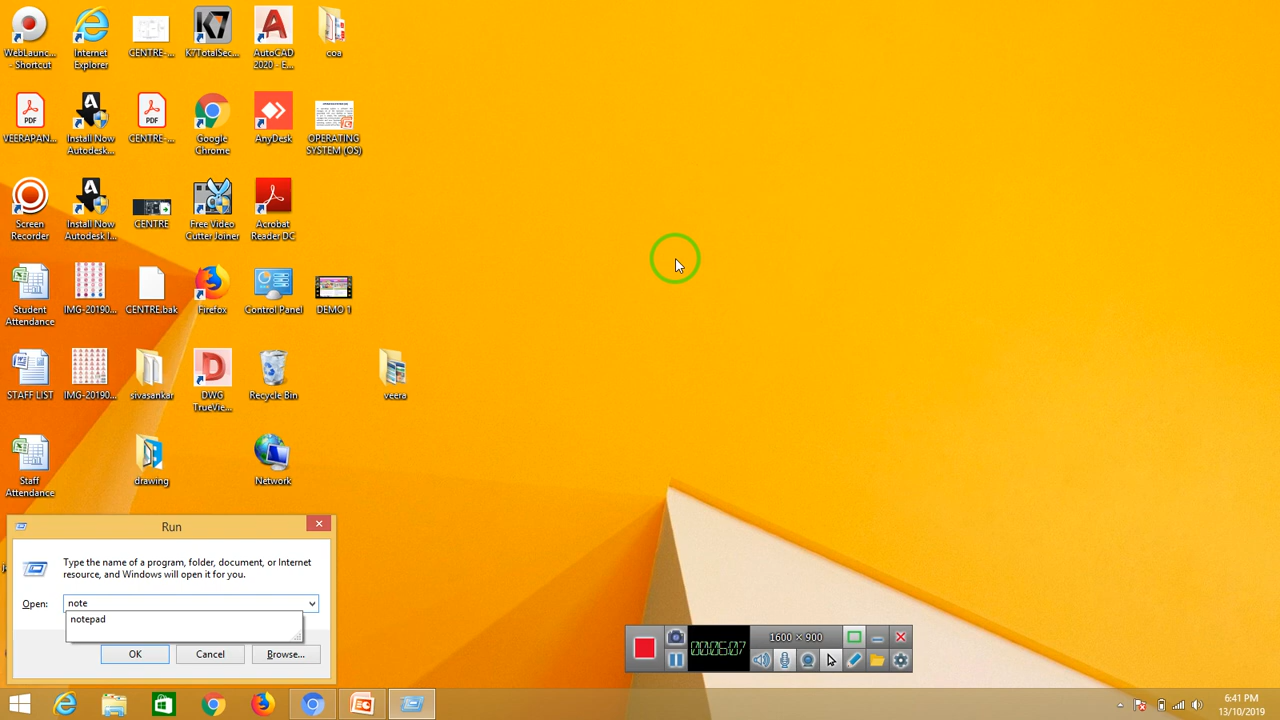 WebLaunc...
- Shortcut
Internet
Explorer
CENTRE-...
K7TotalSec...
AutoCAD
2020 - E...
coa
VEERAPAN...
Install Now
Autodesk...
CENTRE-...
Google
Chrome
AnyDesk
OPERATING
SYSTEM (OS)
Screen
Recorder
Install Now
Autodesk I...
CENTRE
Free Video
Cutter Joiner
Acrobat
Reader DC
Student
Attendance
IMG-20190...
CENTRE.bak
Firefox
Control Panel
DEMO 1
STAFF LIST
IMG-20190...
sivasankar
DWG
TrueVie...
Recycle Bin
veera
Staff
Attendance
drawing
Network
Run
Type the name of a program, folder, document, or Internet
resource, and Windows will open it for you.
Open: note
notepad
OK Cancel Browse...
00:06:07
1600 × 900
6:41 PM
13/10/2019